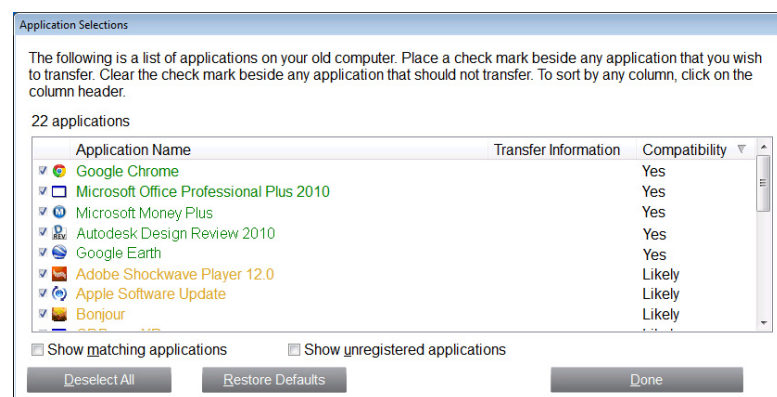 Application Selections
The following is a list of applications on your old computer. Place a check mark beside any application that you wish
to transfer. Clear the check mark beside any application that should not transfer. To sort by any column, click on the
column header.
22 applications
Application Name Transfer Information Compatibility
Google Chrome Yes
Microsoft Office Professional Plus 2010 Yes
Microsoft Money Plus Yes
Autodesk Design Review 2010 Yes
Google Earth Yes
Adobe Shockwave Player 12.0 Likely
Apple Software Update Likely
Bonjour Likely
Show matching applications Show unregistered applications
Deselect All Restore Defaults Done